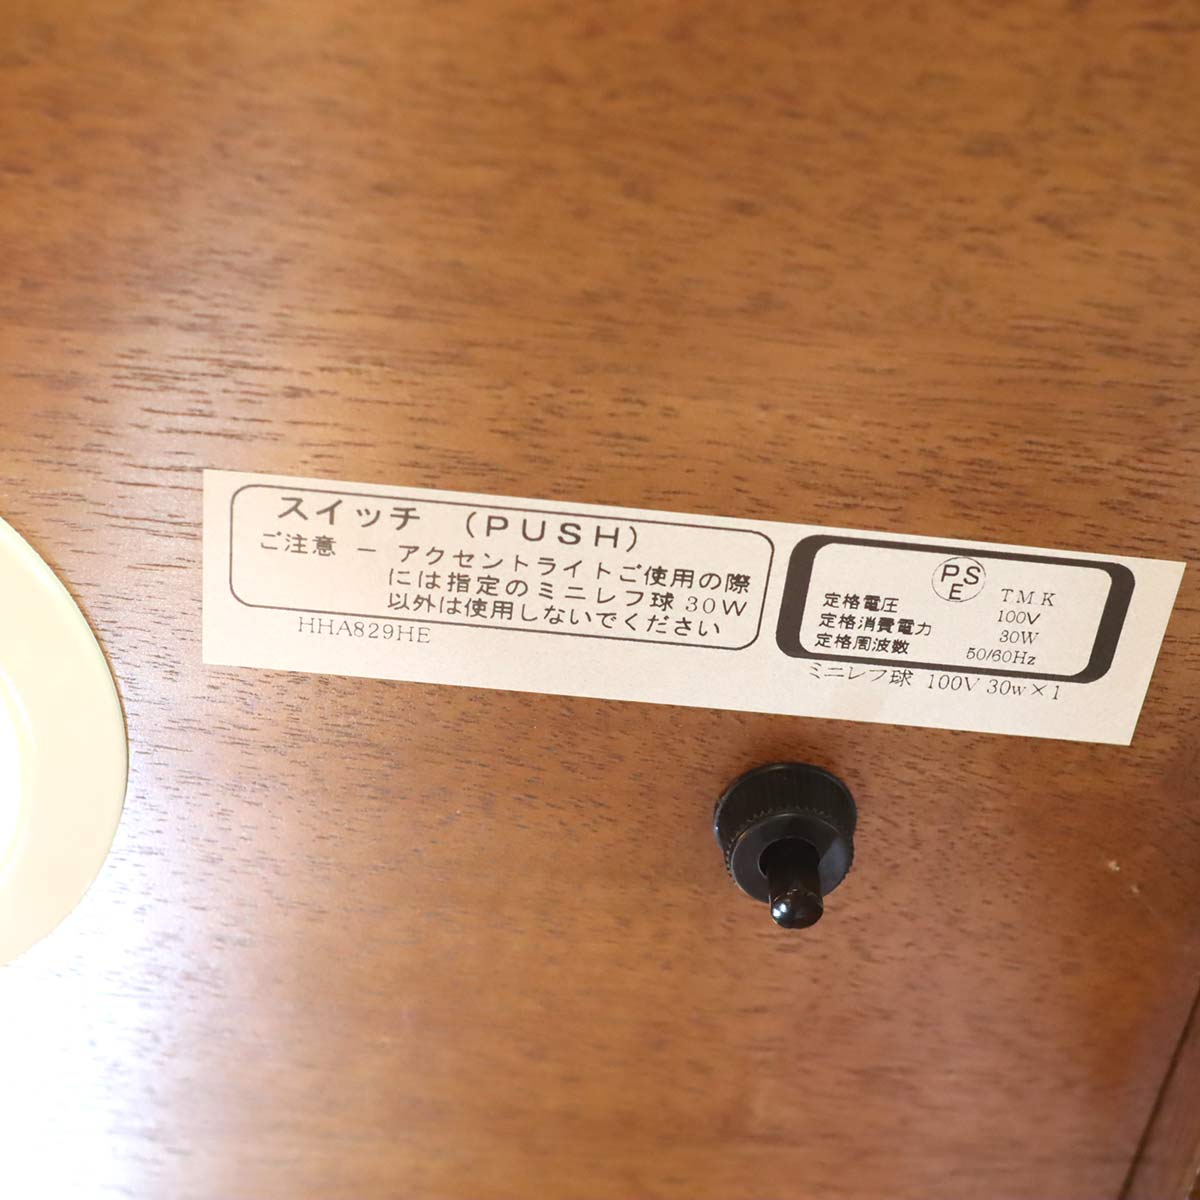 スイッチ （PUSH）
ご注意 － アクセントライトご使用の際
には指定のミニレフ球30W
以外は使用しないでください
HHA829HE
PSE TMK
定格電圧 100V
定格消費電力 30W
定格周波数 50/60Hz
ミニレフ球 100V 30w×1